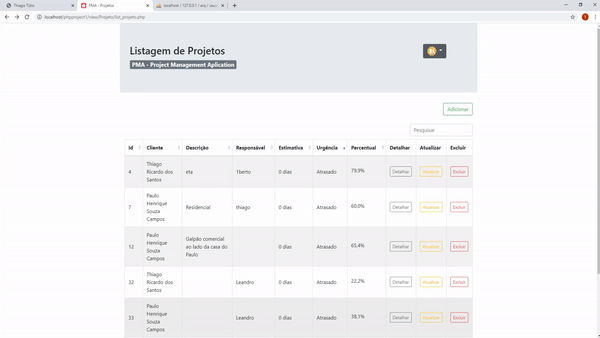 Thiago Tutis
PMA - Projetos
localhost / 127.0.0.1 / atq /
localhost/phpproject1/view/Projeto/list_projeto.php
Listagem de Projetos
PMA - Project Management Aplication
Adicionar
Pesquisar
Id Cliente Descrição Responsável Estimativa Urgência Percentual Detalhar Atualizar Excluir
4 Thiago Ricardo dos Santos eta 1berto 0 dias Atrasado 79,9% Detalhar Atualizar Excluir
7 Paulo Henrique Souza Campos Residencial thiago 0 dias Atrasado 60,0% Detalhar Atualizar Excluir
12 Paulo Henrique Souza Campos Galpão comercial ao lado da casa do Paulo 0 dias Atrasado 65,4% Detalhar Atualizar Excluir
32 Thiago Ricardo dos Santos Leandro 0 dias Atrasado 22,2% Detalhar Atualizar Excluir
33 Paulo Henrique Souza Campos Leandro 0 dias Atrasado 38,1% Detalhar Atualizar Excluir